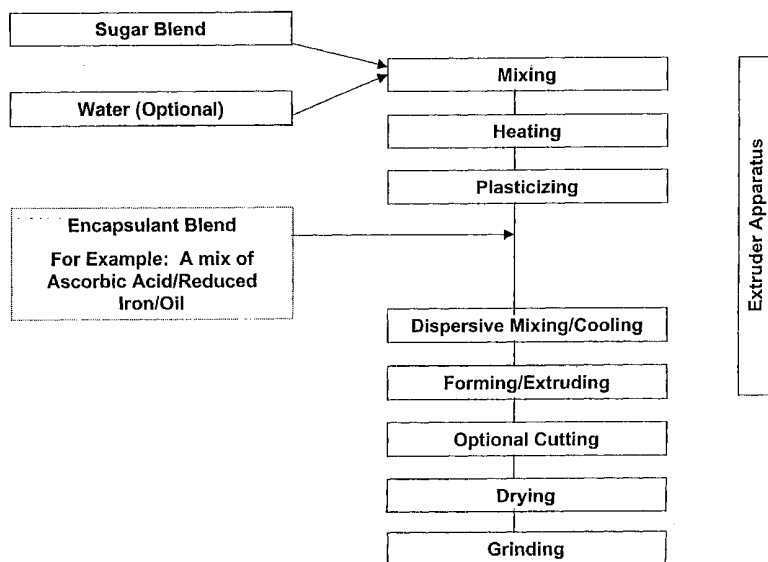 Sugar Blend
Water (Optional)
Mixing
Heating
Plasticizing
Encapsulant Blend
For Example: A mix of
Ascorbic Acid/Reduced
Iron/Oil
Dispersive Mixing/Cooling
Forming/Extruding
Optional Cutting
Drying
Grinding
Extruder Apparatus